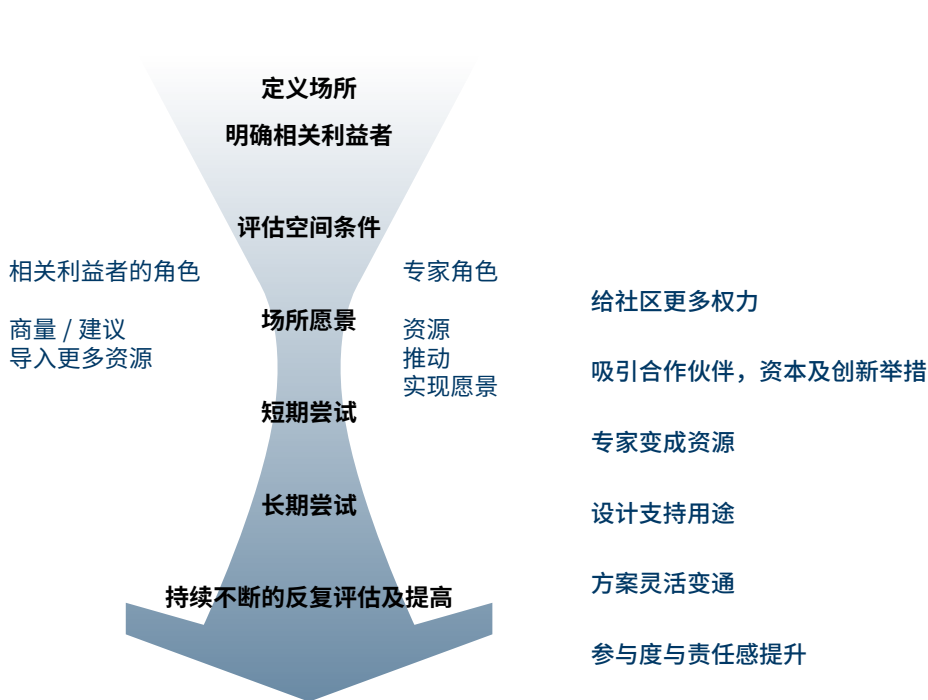 定义场所
明确相关利益者
评估空间条件
场所愿景
短期尝试
长期尝试
持续不断的反复评估及提高
相关利益者的角色
商量 / 建议
导入更多资源
专家角色
资源
推动
实现愿景
给社区更多权力
吸引合作伙伴，资本及创新举措
专家变成资源
设计支持用途
方案灵活变通
参与度与责任感提升